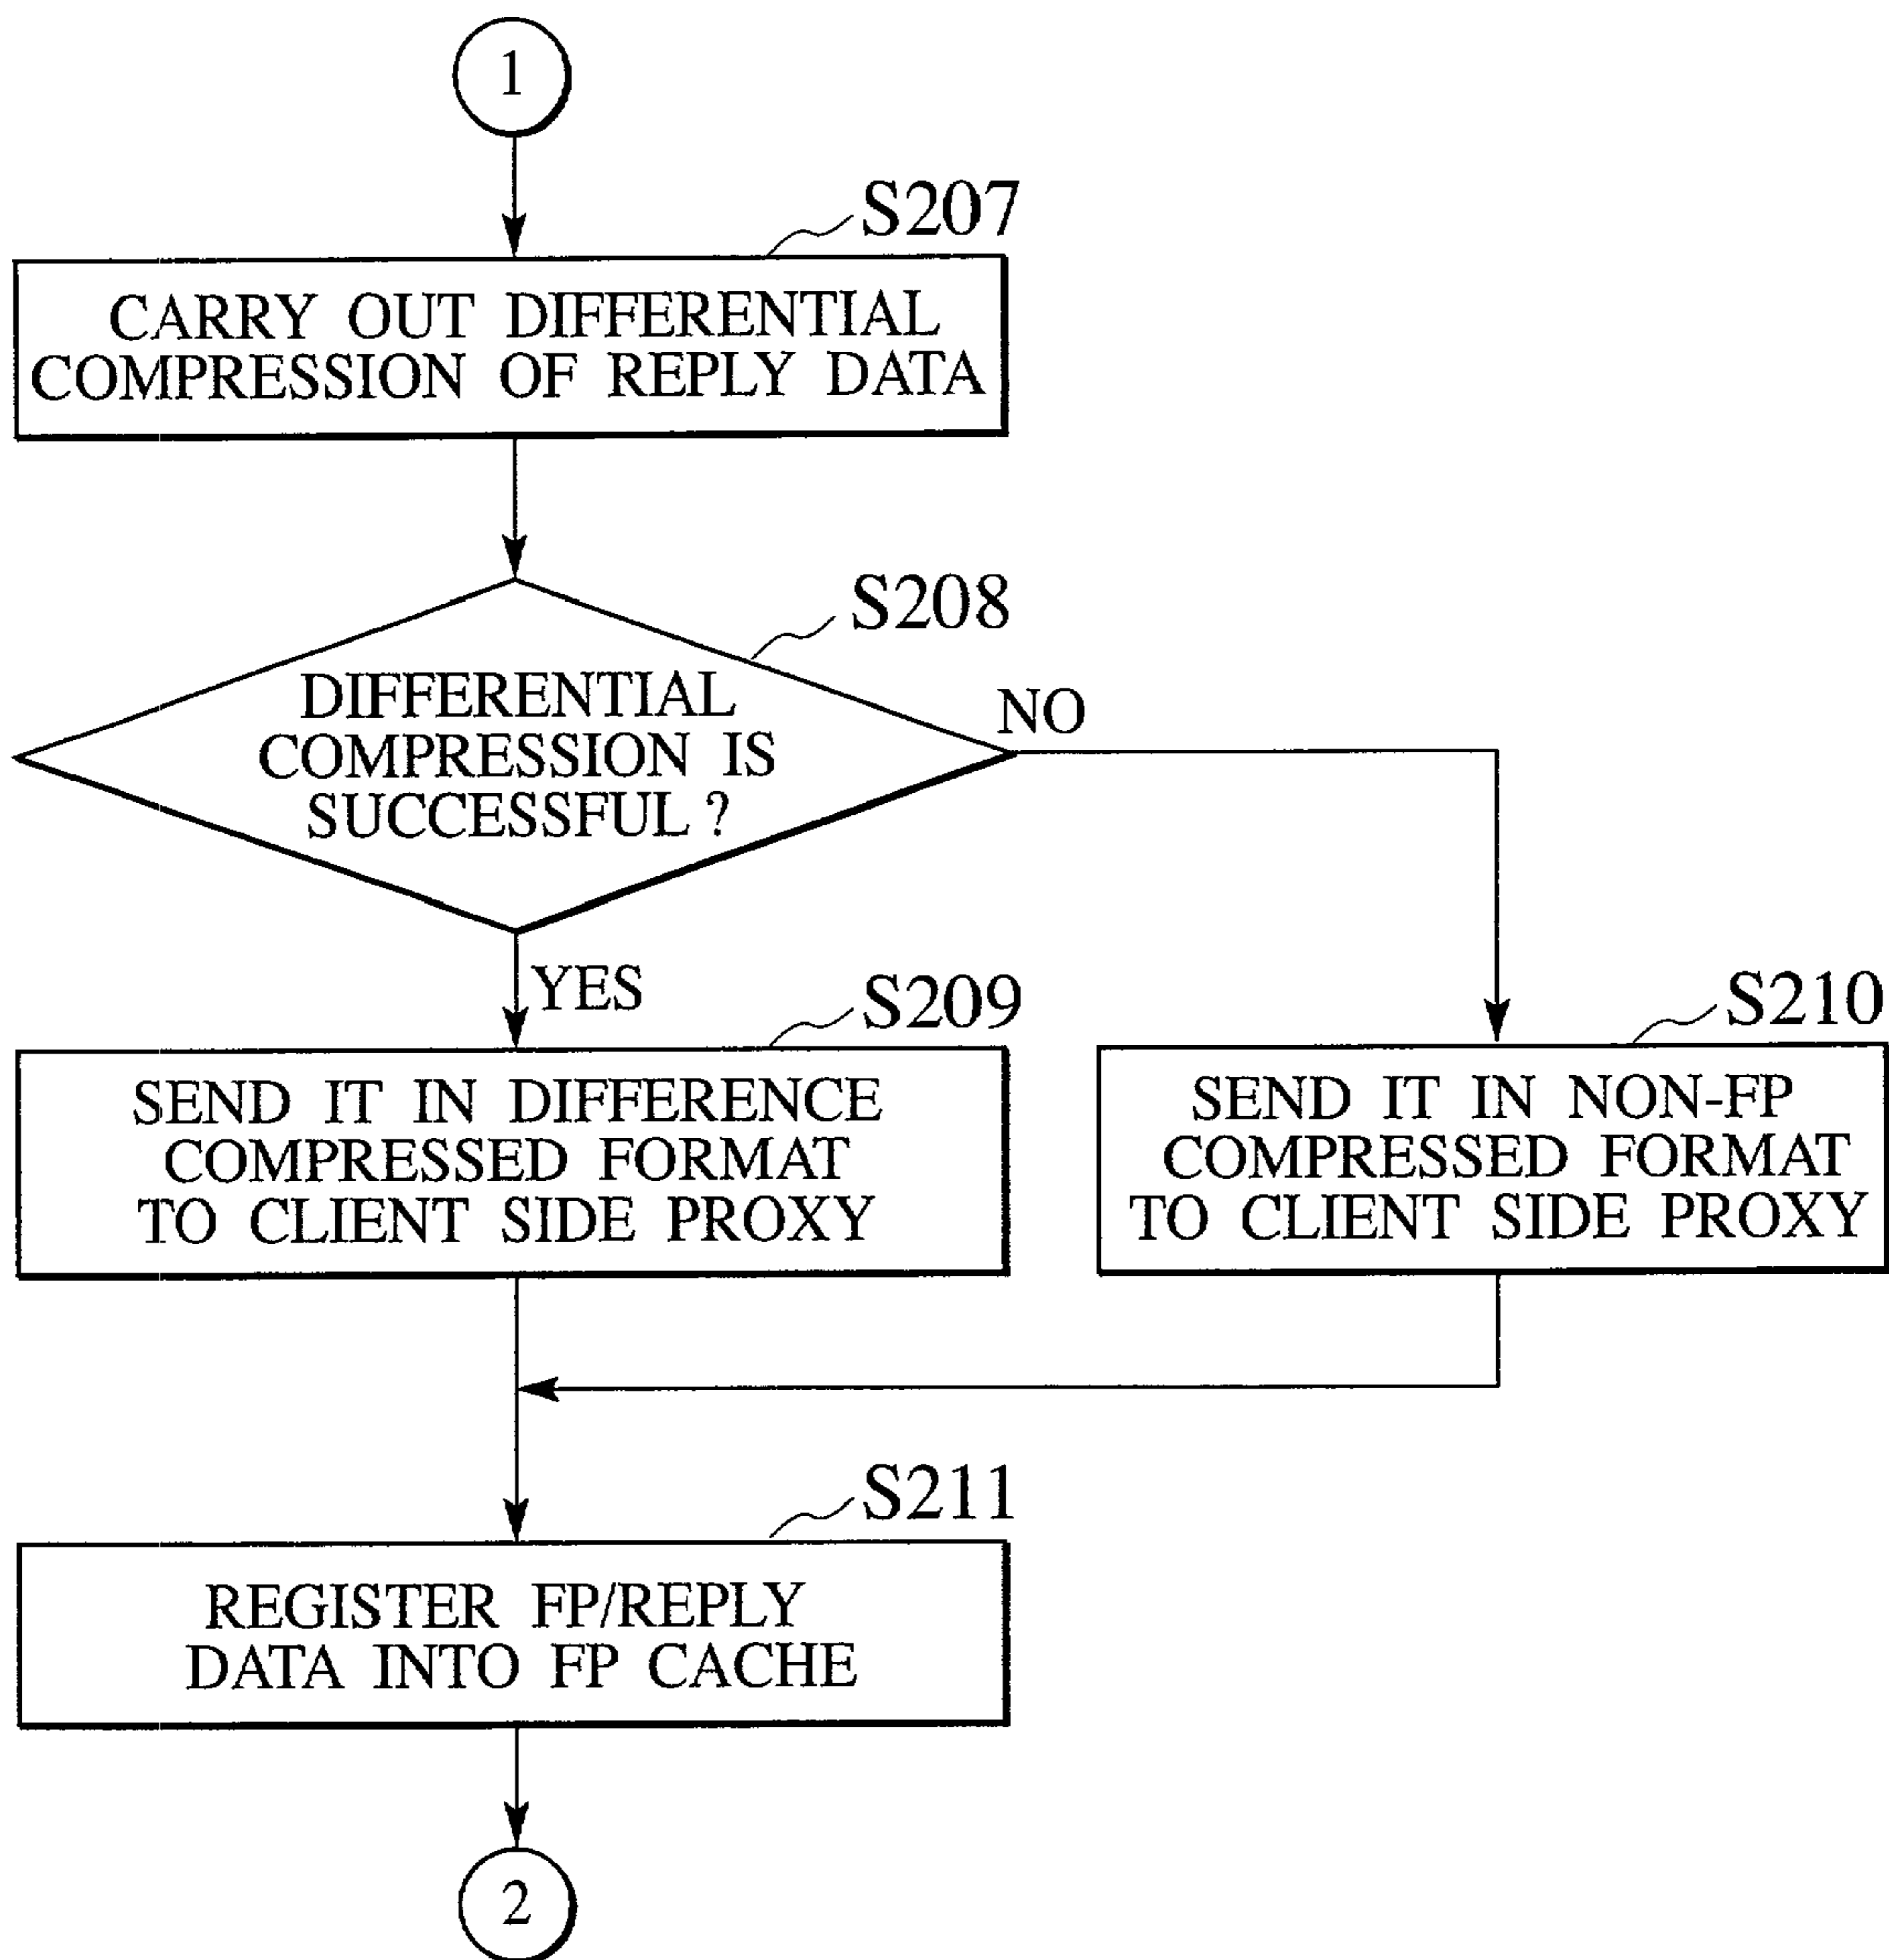 1
S207
CARRY OUT DIFFERENTIAL
COMPRESSION OF REPLY DATA
S208
DIFFERENTIAL
COMPRESSION IS
SUCCESSFUL ?
NO
YES
S209
SEND IT IN DIFFERENCE
COMPRESSED FORMAT
TO CLIENT SIDE PROXY
S210
SEND IT IN NON-FP
COMPRESSED FORMAT
TO CLIENT SIDE PROXY
S211
REGISTER FP/REPLY
DATA INTO FP CACHE
2